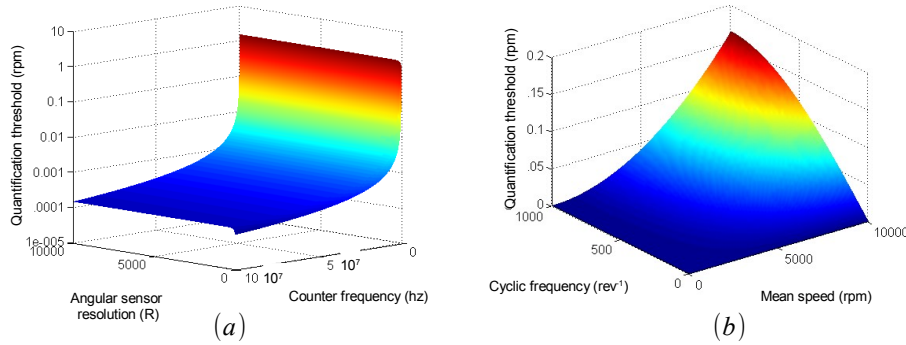 Quantification threshold (rpm)
10
1
0.1
0.01
0.001
.0001
1e-005
10000
5000
0
10 10⁷
5 10⁷
0
Angular sensor
resolution (R)
Counter frequency (hz)
(a)
Quantification threshold (rpm)
0.2
.15
0.1
.05
0
1000
500
0
0
5000
10000
Cyclic frequency (rev⁻¹)
Mean speed (rpm)
(b)